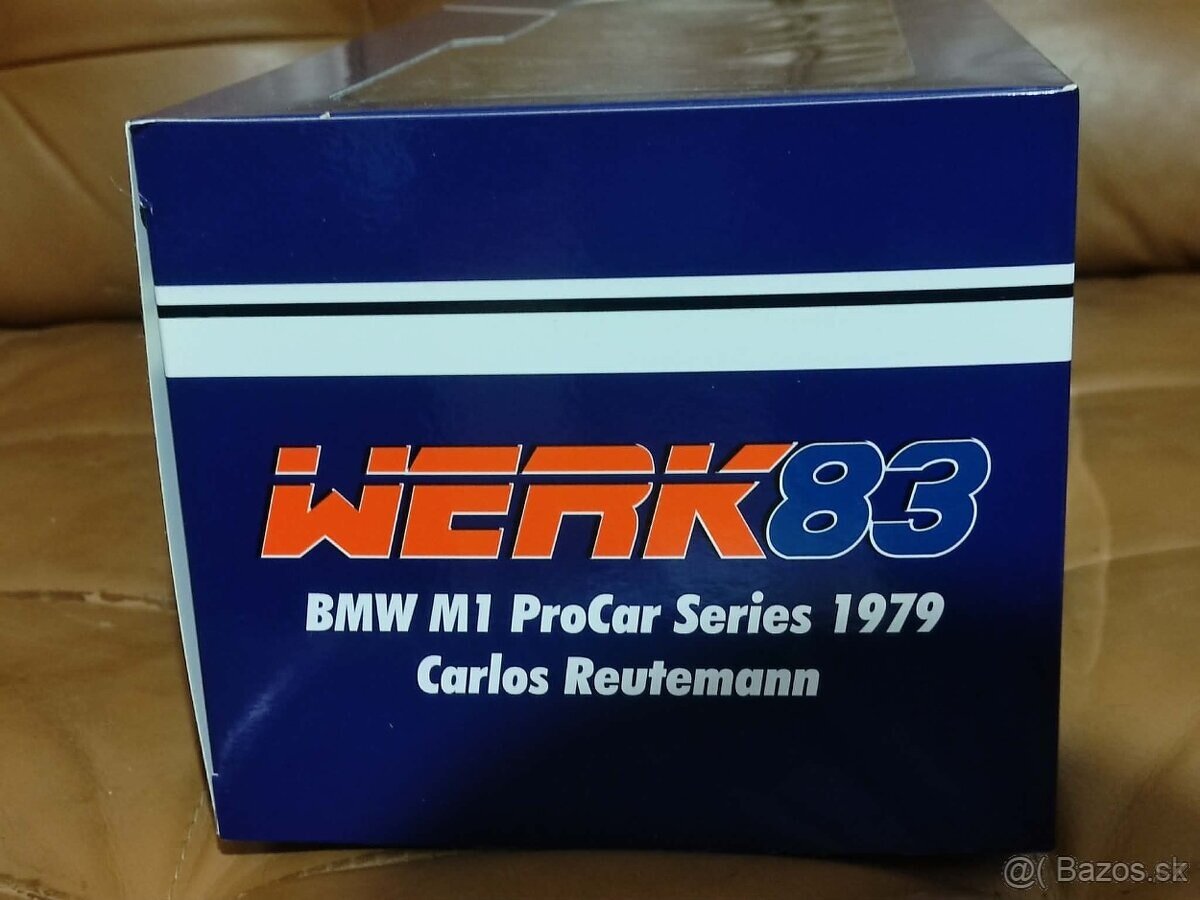 WERK83
BMW M1 ProCar Series 1979
Carlos Reutemann
@( Bazos.sk